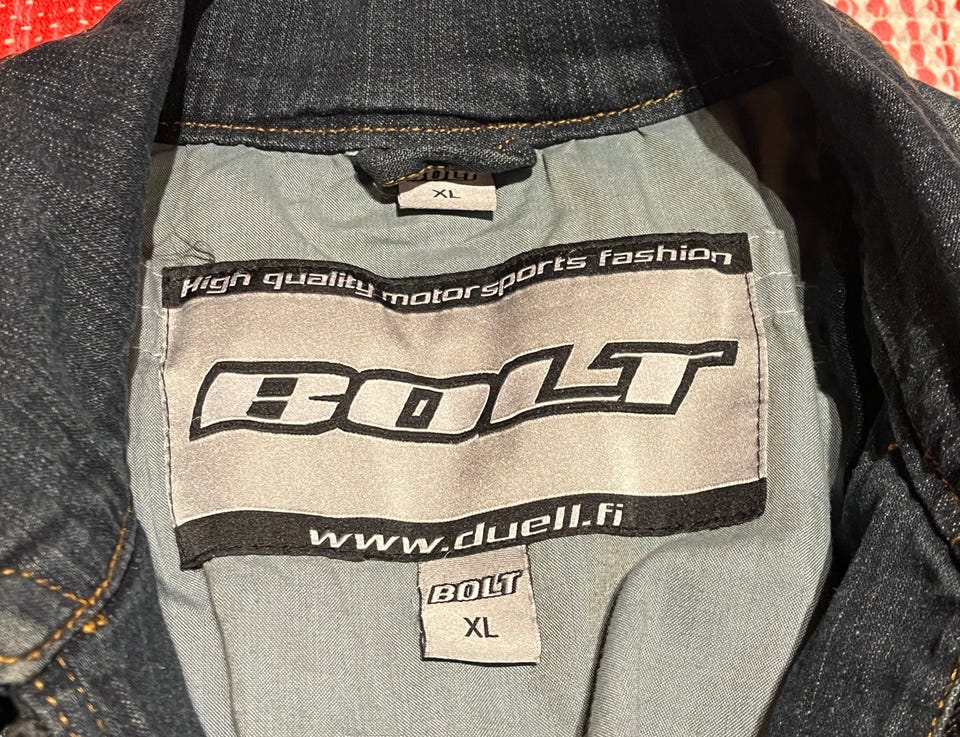 BOLT
XL
High quality motorsports fashion
BOLT
www.duell.fi
BOLT
XL